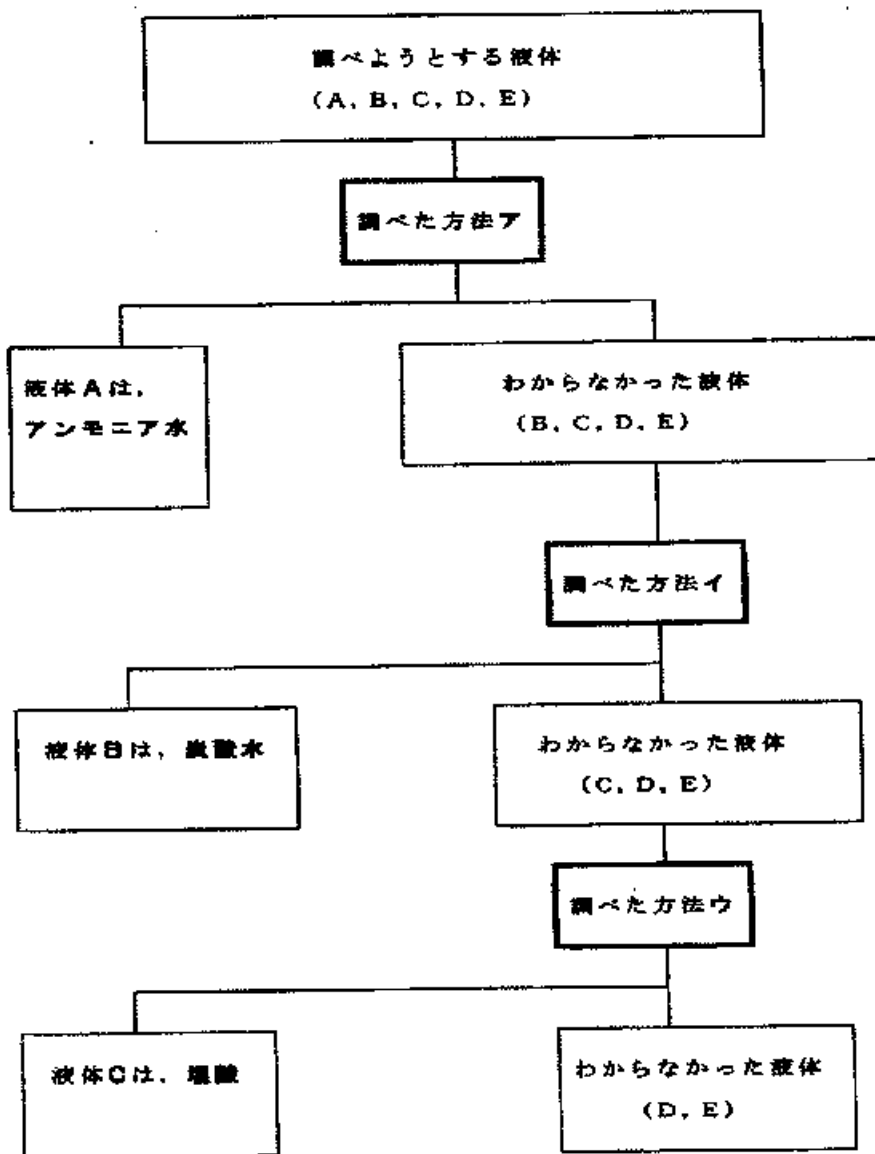 調べようとする液体
(A, B, C, D, E)
調べた方法ア
液体Aは,
アンモニア水
わからなかった液体
(B, C, D, E)
調べた方法イ
液体Bは, 炭酸水
わからなかった液体
(C, D, E)
調べた方法ウ
液体Cは, 塩酸
わからなかった液体
(D, E)